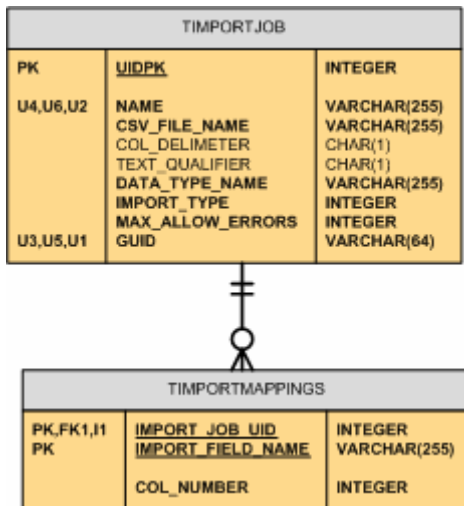 TIMPORTJOB
PK UIDPK INTEGER
U4,U6,U2 NAME VARCHAR(255)
CSV_FILE_NAME VARCHAR(255)
COL_DELIMETER CHAR(1)
TEXT_QUALIFIER CHAR(1)
DATA_TYPE_NAME VARCHAR(255)
IMPORT_TYPE INTEGER
MAX_ALLOW_ERRORS INTEGER
U3,U5,U1 GUID VARCHAR(64)
TIMPORTMAPPINGS
PK,FK1,I1 IMPORT_JOB_UID INTEGER
PK IMPORT_FIELD_NAME VARCHAR(255)
COL_NUMBER INTEGER